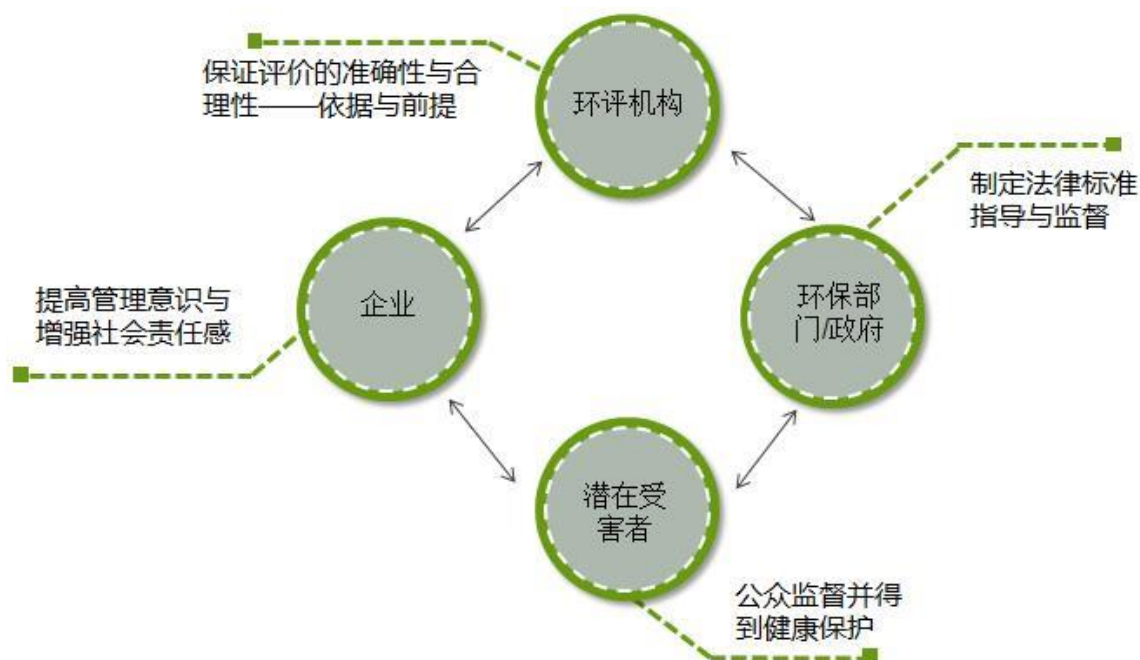 保证评价的准确性与合
理性——依据与前提
环评机构
制定法律标准
指导与监督
提高管理意识与
增强社会责任感
企业
环保部
门/政府
潜在受
害者
公众监督并得
到健康保护